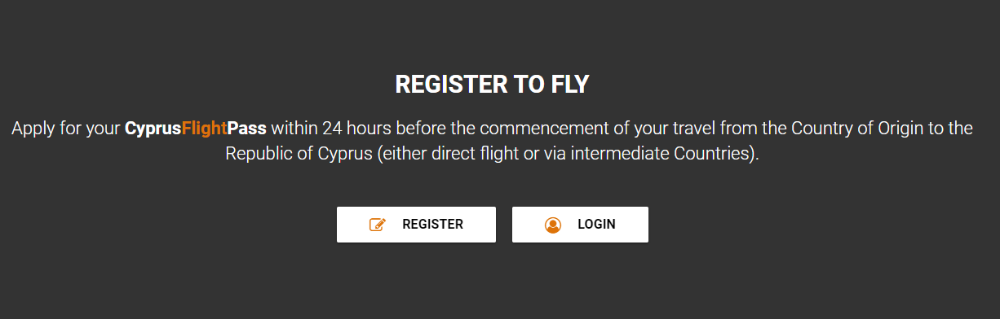 REGISTER TO FLY
Apply for your CyprusFlightPass within 24 hours before the commencement of your travel from the Country of Origin to the
Republic of Cyprus (either direct flight or via intermediate Countries).
REGISTER
LOGIN